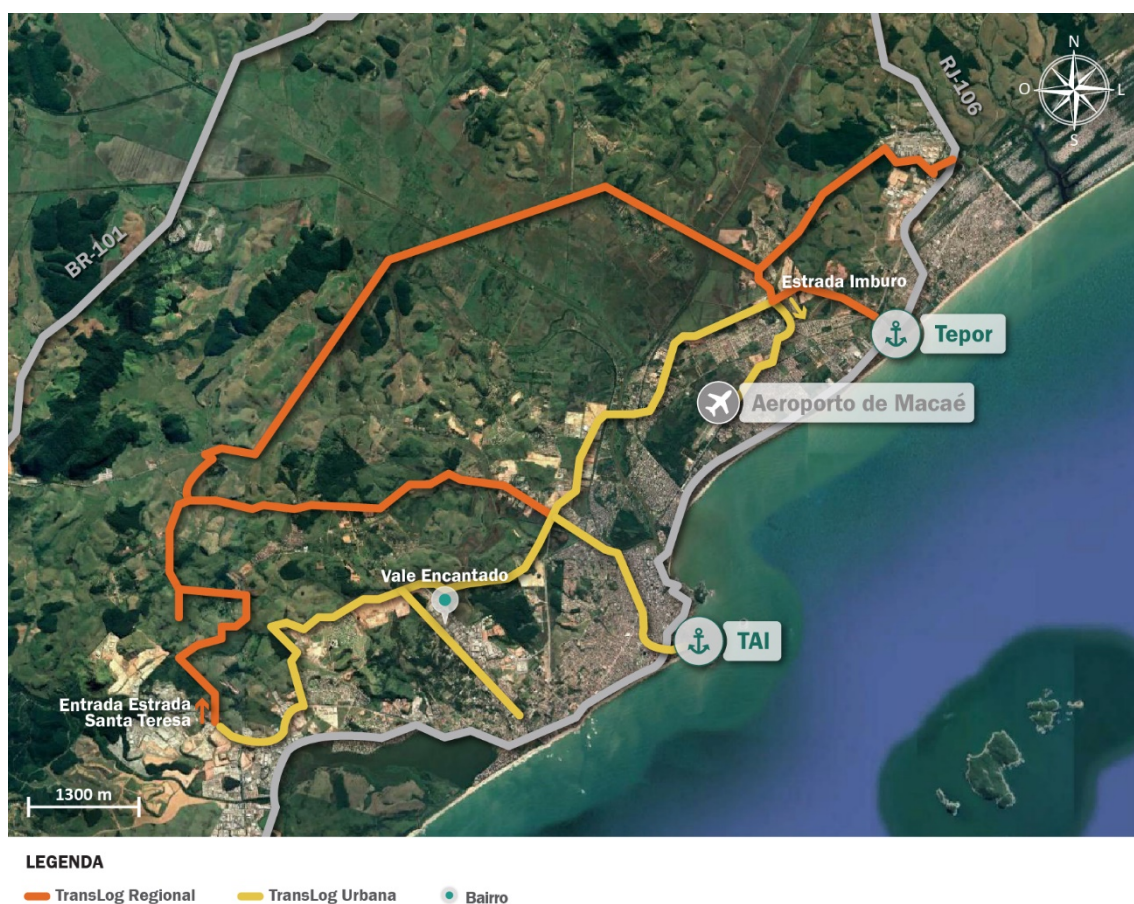 N
O
L
S
RJ-106
BR-101
Estrada Imburo
Tepor
Aeroporto de Macaé
Vale Encantado
TAI
Entrada Estrada
Santa Teresa
1300 m
LEGENDA
TransLog Regional
TransLog Urbana
Bairro